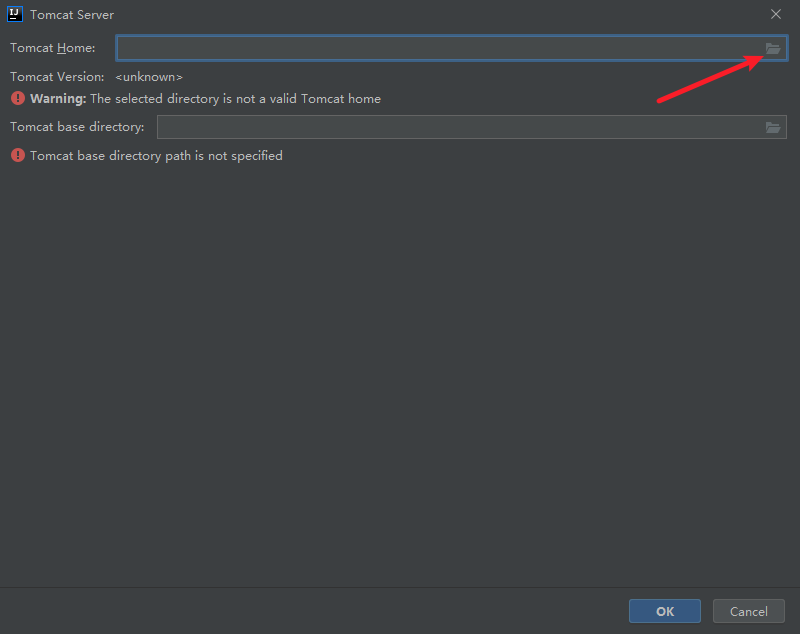 IJ Tomcat Server
Tomcat Home:
Tomcat Version: <unknown>
! Warning: The selected directory is not a valid Tomcat home
Tomcat base directory:
! Tomcat base directory path is not specified
OK Cancel